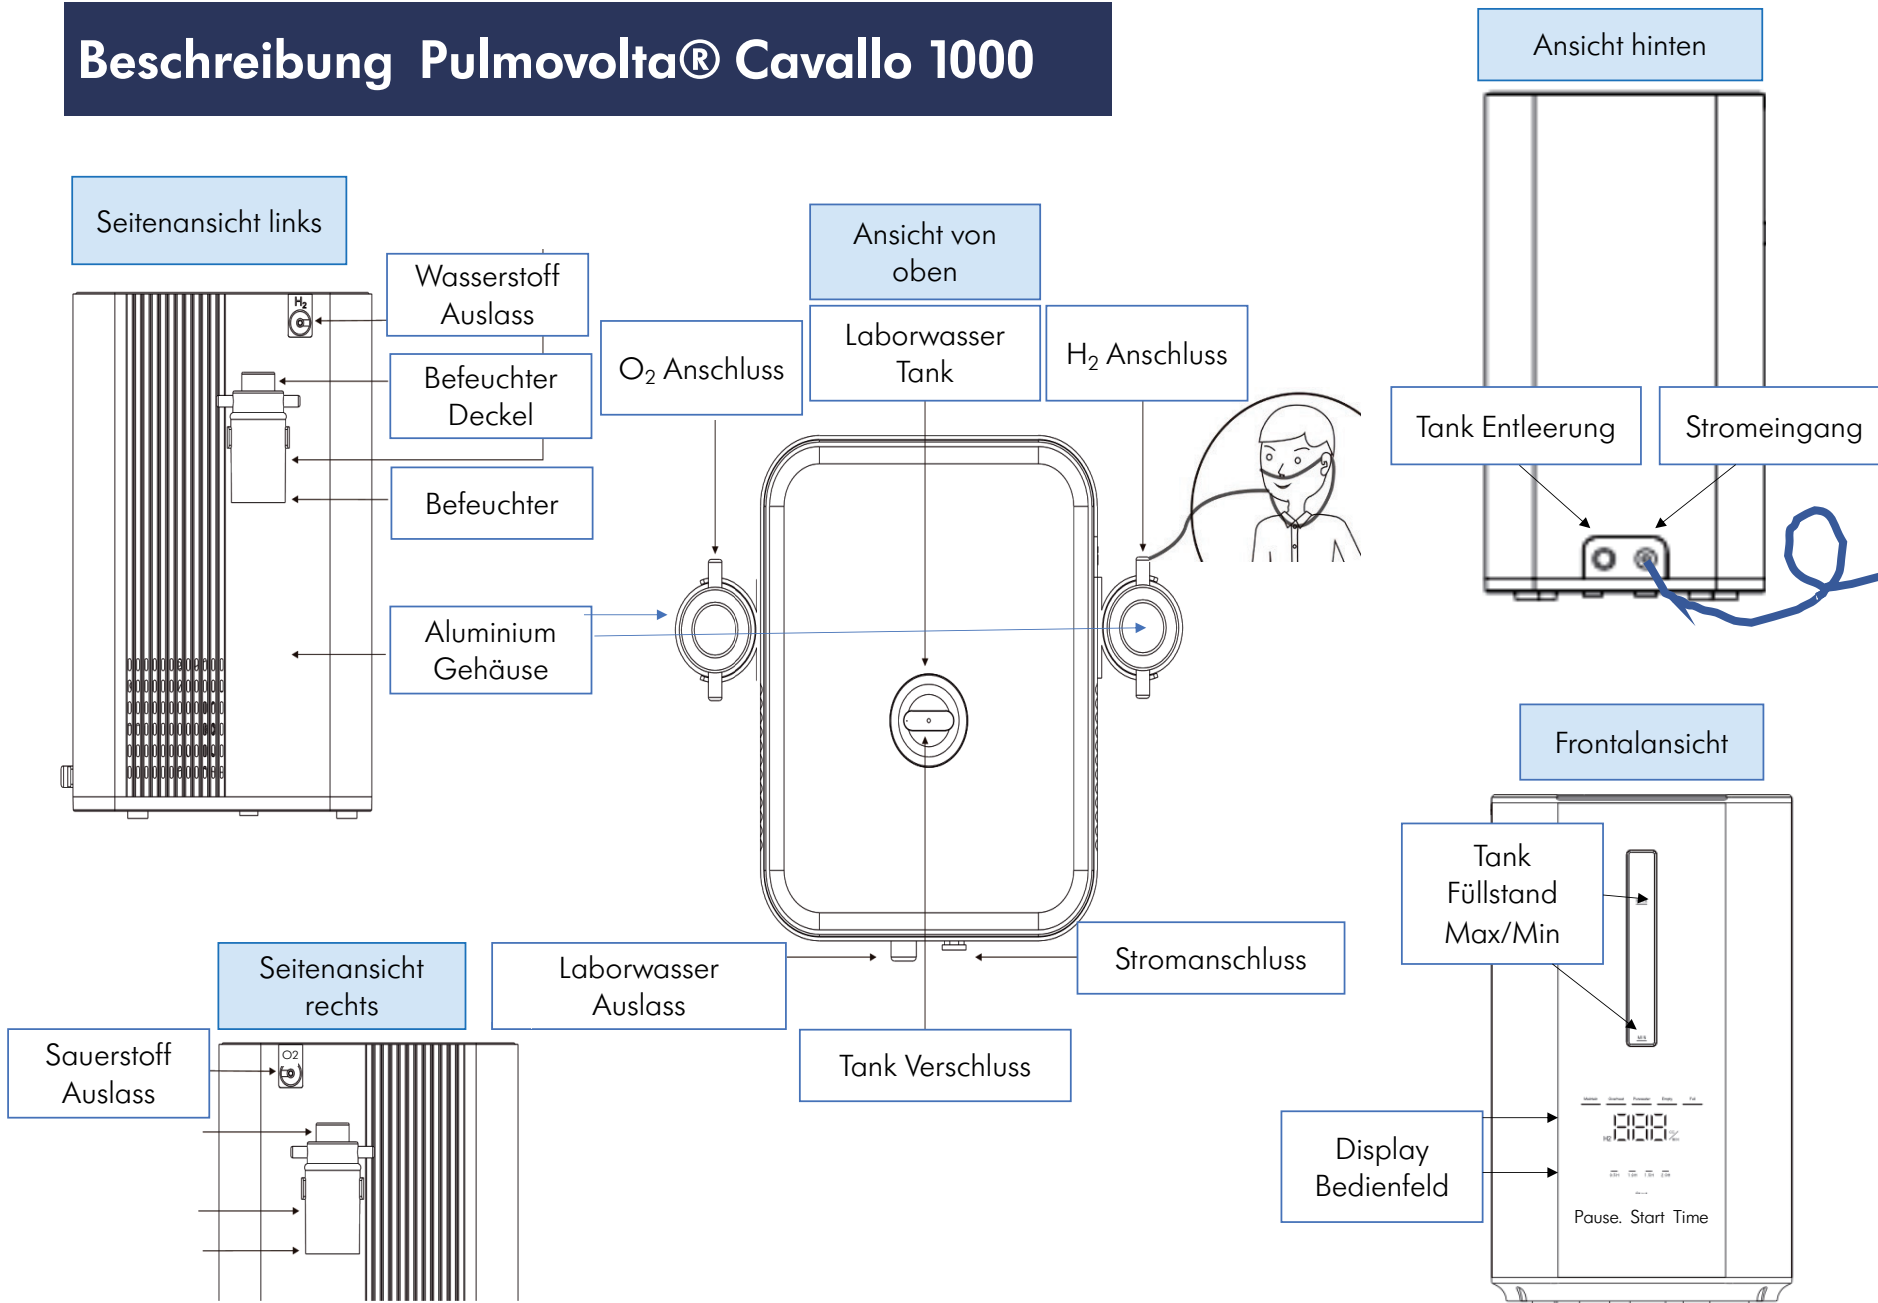 Beschreibung Pulmovolta® Cavallo 1000
Ansicht hinten
Seitenansicht links
Ansicht von
oben
Wasserstoff
Auslass
H₂
O₂ Anschluss
Laborwasser
Tank
H₂ Anschluss
Befeuchter
Deckel
Tank Entleerung
Stromeingang
Befeuchter
Aluminium
Gehäuse
Frontalansicht
Tank
Füllstand
Max/Min
Seitenansicht
rechts
Laborwasser
Auslass
Stromanschluss
Sauerstoff
Auslass
O2
Tank Verschluss
Display
Bedienfeld
H2 888
Pause. Start Time